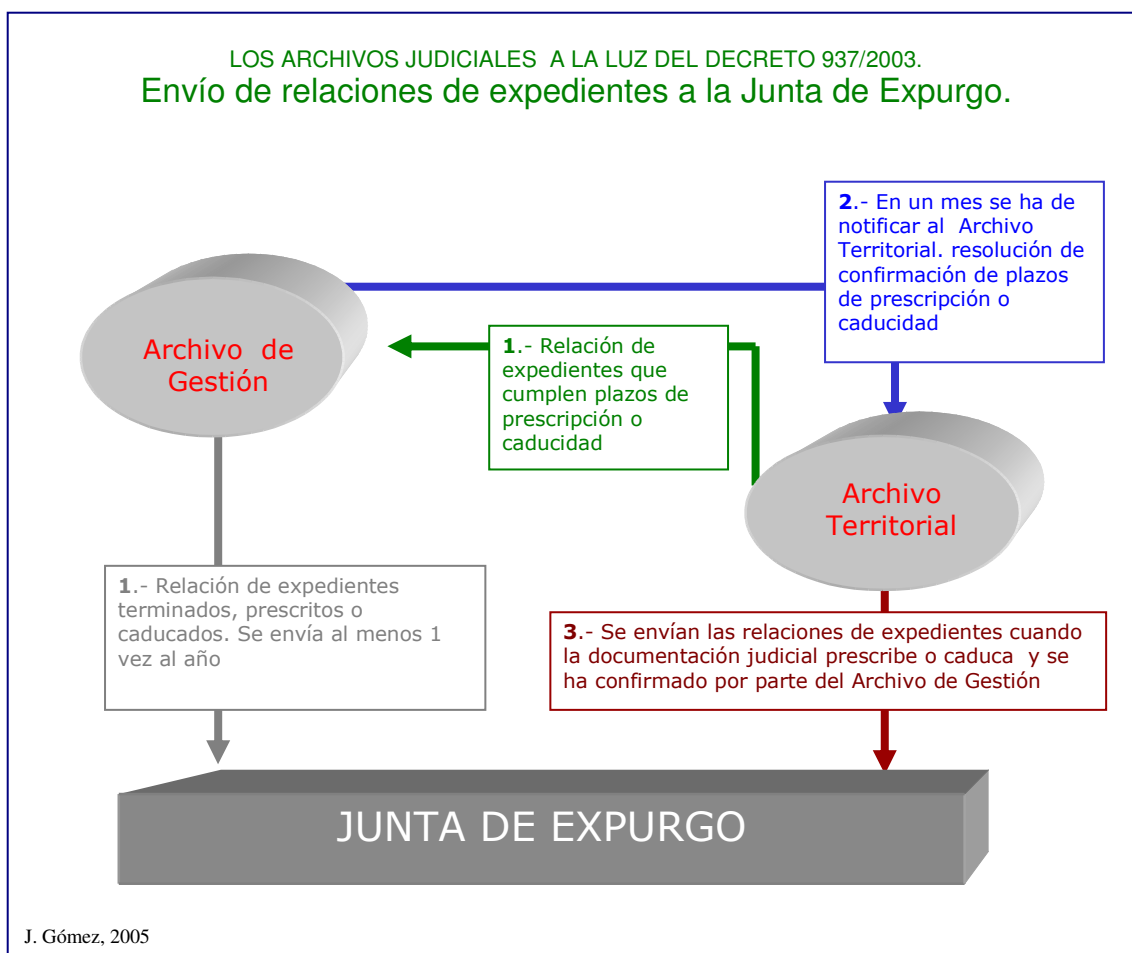 LOS ARCHIVOS JUDICIALES A LA LUZ DEL DECRETO 937/2003.
Envío de relaciones de expedientes a la Junta de Expurgo.
2.- En un mes se ha de
notificar al Archivo
Territorial. resolución de
confirmación de plazos
de prescripción o
caducidad
Archivo de
Gestión
1.- Relación de
expedientes que
cumplen plazos de
prescripción o
caducidad
Archivo
Territorial
1.- Relación de expedientes
terminados, prescritos o
caducados. Se envía al menos 1
vez al año
3.- Se envían las relaciones de expedientes cuando
la documentación judicial prescribe o caduca y se
ha confirmado por parte del Archivo de Gestión
JUNTA DE EXPURGO
J. Gómez, 2005